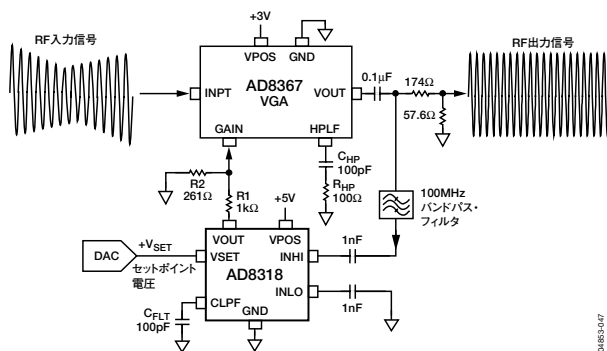 RF入力信号
+3V
VPOS
GND
RF出力信号
INPT
AD8367
VGA
VOUT
0.1µF
174Ω
57.6Ω
GAIN
HPLF
CHP
100pF
RHP
100Ω
R2
261Ω
R1
1kΩ
+5V
100MHz
バンドパス・
フィルタ
DAC
+VSET
セットポイント
電圧
VOUT
VPOS
VSET
INHI
1nF
AD8318
CLPF
INLO
1nF
GND
CFLT
100pF
04853-047